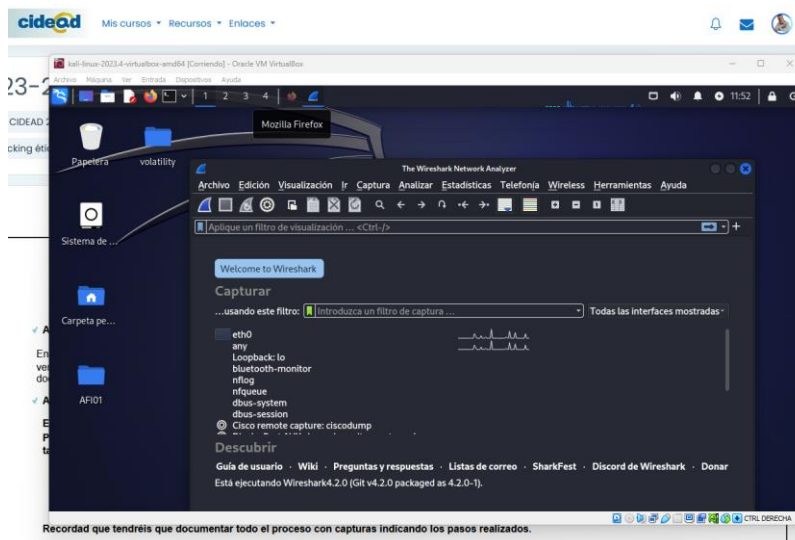 cidead Mis cursos Recursos Enlaces
kali-linux-2023.4-virtualbox-amd64 [Corriendo] - Oracle VM VirtualBox
Archivo Máquina Ver Entrada Dispositivos Ayuda
23-2
1 2 3 4 11:52
CIDEAD 2
Mozilla Firefox
cking étic
Papelera volatility
The Wireshark Network Analyzer
Archivo Edición Visualización Ir Captura Analizar Estadísticas Telefonía Wireless Herramientas Ayuda
Aplique un filtro de visualización ... <Ctrl-/>
Sistema de ...
Welcome to Wireshark
Capturar
...usando este filtro: Introduzca un filtro de captura ... Todas las interfaces mostradas
Carpeta pe...
eth0
any
Loopback: lo
bluetooth-monitor
nflog
nfqueue
dbus-system
dbus-session
Cisco remote capture: ciscodump
AFI01
Descubrir
Guía de usuario · Wiki · Preguntas y respuestas · Listas de correo · SharkFest · Discord de Wireshark · Donar
Está ejecutando Wireshark4.2.0 (Git v4.2.0 packaged as 4.2.0-1).
CTRL DERECHA
Recordad que tendréis que documentar todo el proceso con capturas indicando los pasos realizados.